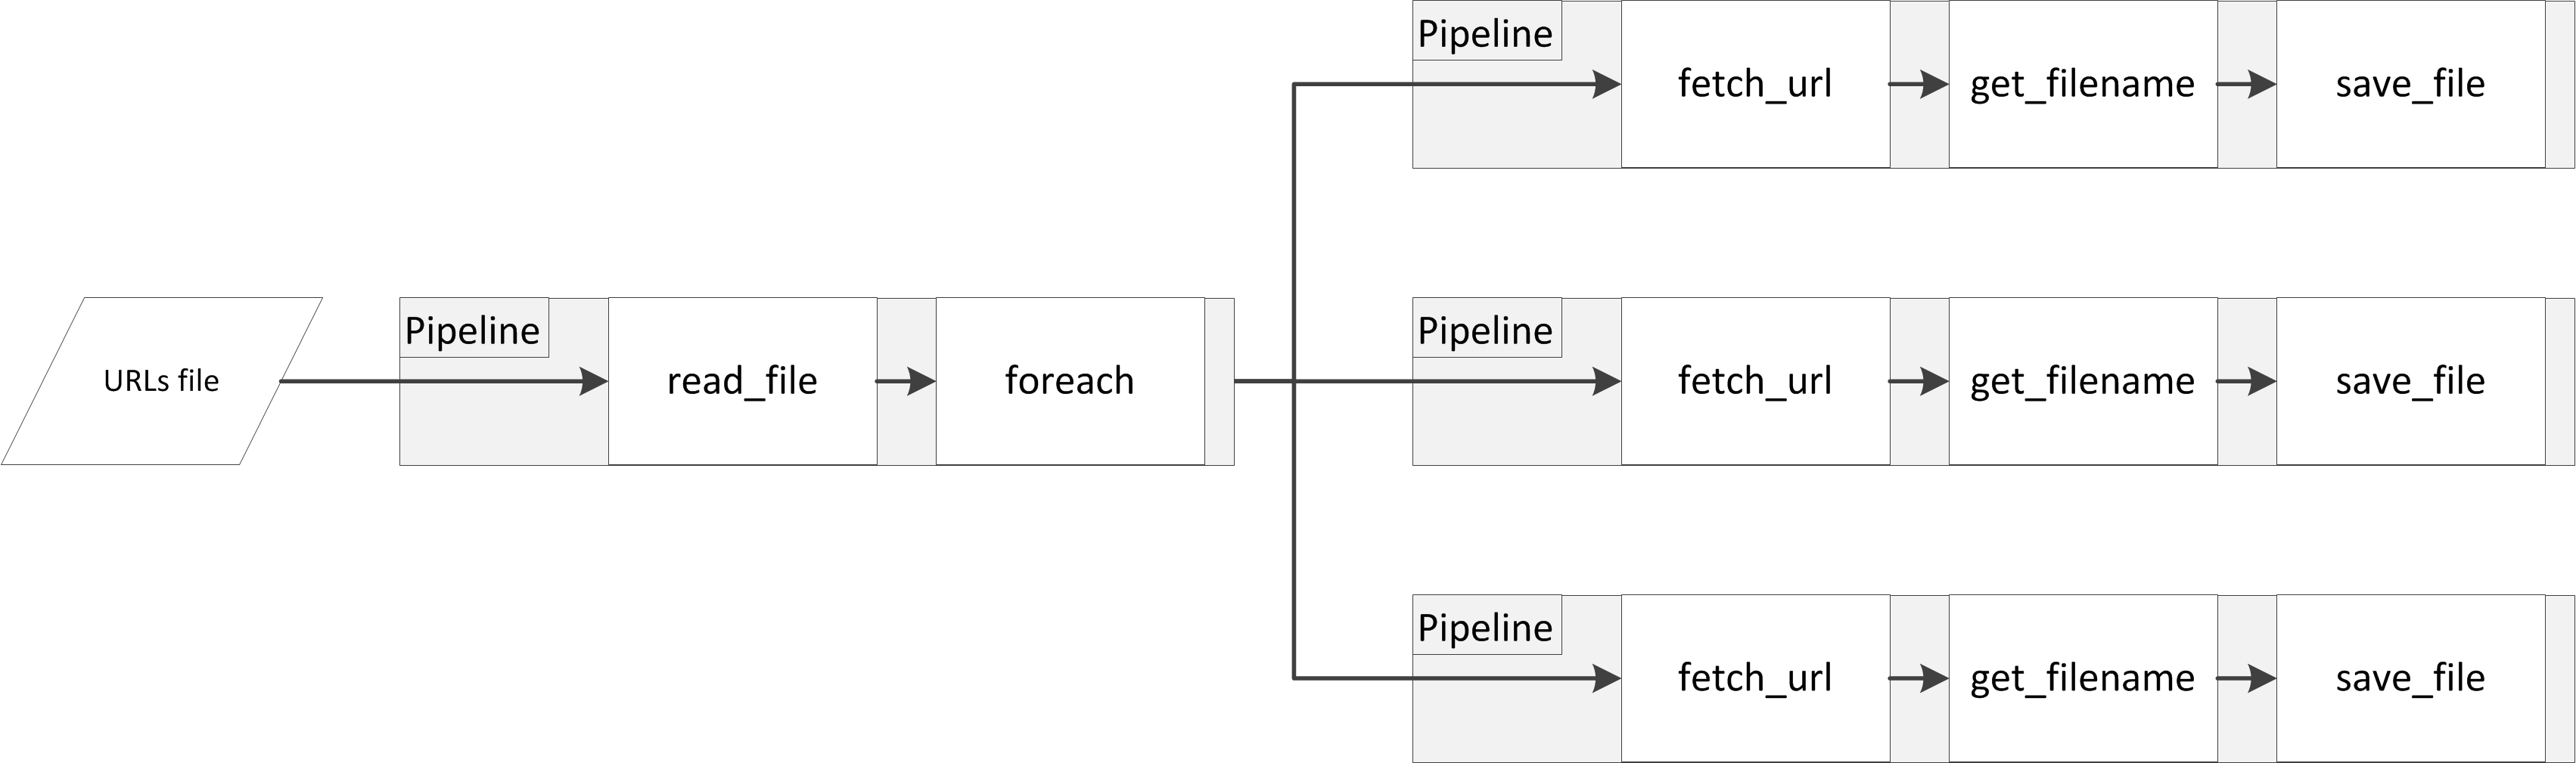 Pipeline
fetch_url
get_filename
save_file
URLs file
Pipeline
read_file
foreach
Pipeline
fetch_url
get_filename
save_file
Pipeline
fetch_url
get_filename
save_file